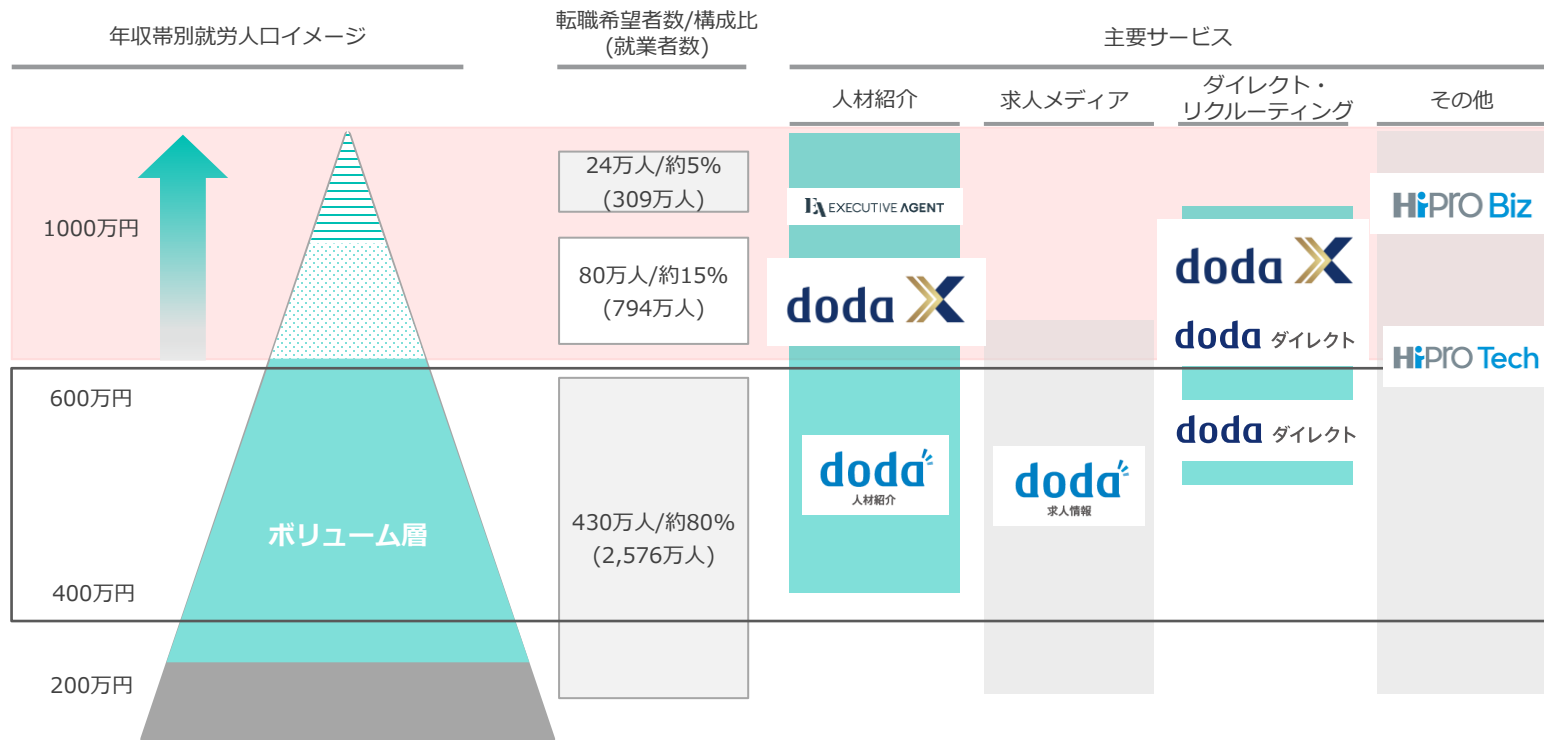 年収帯別就労人口イメージ
転職希望者数/構成比
(就業者数)
主要サービス
人材紹介
求人メディア
ダイレクト・
リクルーティング
その他
1000万円
600万円
400万円
200万円
ボリューム層
24万人/約5%
(309万人)
80万人/約15%
(794万人)
430万人/約80%
(2,576万人)
EA EXECUTIVE AGENT
doda X
doda
人材紹介
doda
求人情報
doda X
doda ダイレクト
doda ダイレクト
HiPRO Biz
HiPRO Tech